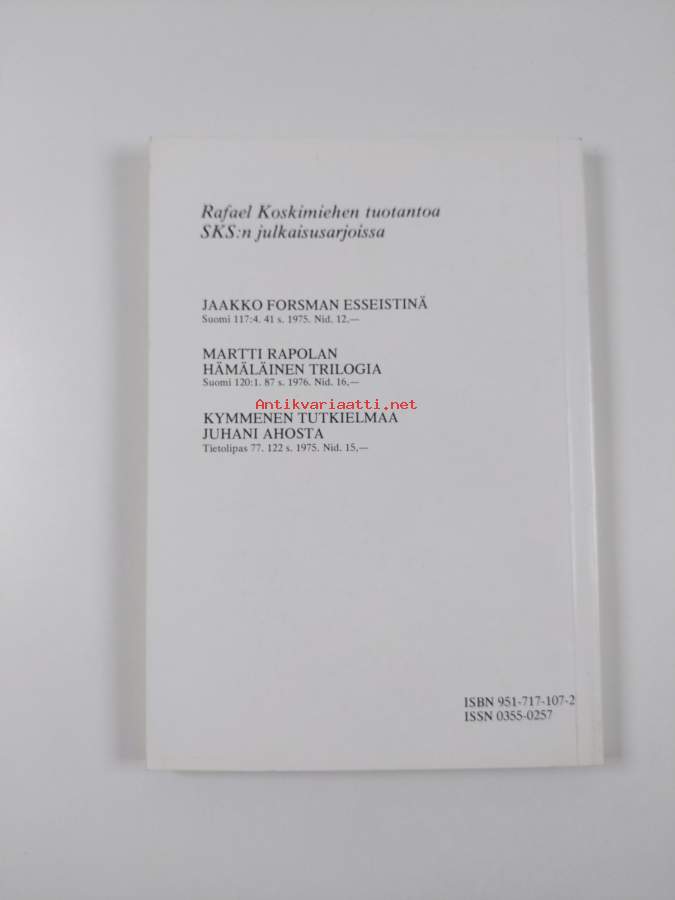 Rafael Koskimiehen tuotantoa
SKS:n julkaisusarjoissa
JAAKKO FORSMAN ESSEISTINÄ
Suomi 117:4. 41 s. 1975. Nid. 12,—
MARTTI RAPOLAN
HÄMÄLÄINEN TRILOGIA
Suomi 120:1. 87 s. 1976. Nid. 16,—
Antikvariaatti.net
KYMMENEN TUTKIELMAA
JUHANI AHOSTA
Tietolipas 77. 122 s. 1975. Nid. 15,—
ISBN 951-717-107-2
ISSN 0355-0257